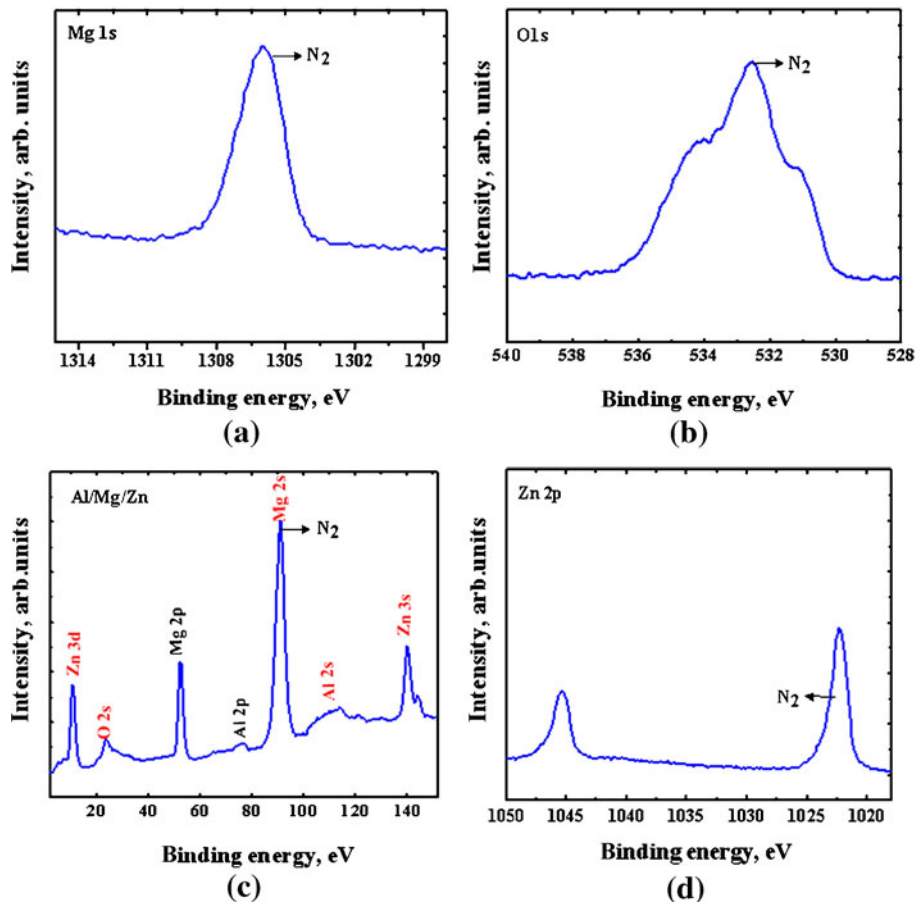 Mg 1s
N2
Intensity, arb. units
1314 1311 1308 1305 1302 1299
Binding energy, eV
(a)
O1s
N2
Intensity, arb. units
540 538 536 534 532 530 528
Binding energy, eV
(b)
Al/Mg/Zn
Zn 3d
O 2s
Mg 2p
Al 2p
Mg 2s
N2
Al 2s
Zn 3s
Intensity, arb.units
20 40 60 80 100 120 140
Binding energy, eV
(c)
Zn 2p
N2
Intensity, arb. units
1050 1045 1040 1035 1030 1025 1020
Binding energy, eV
(d)